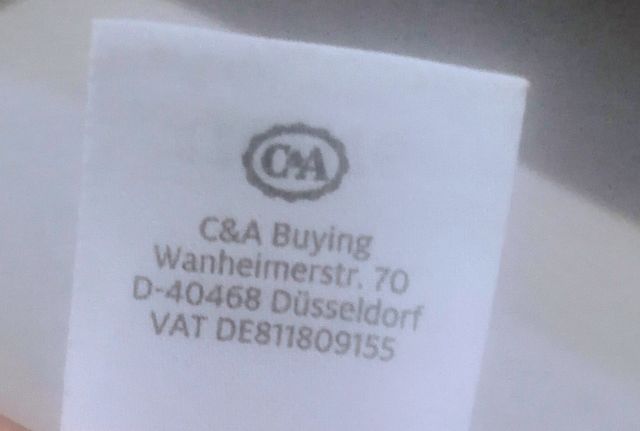 C&A
C&A Buying
Wanheimerstr. 70
D-40468 Düsseldorf
VAT DE811809155